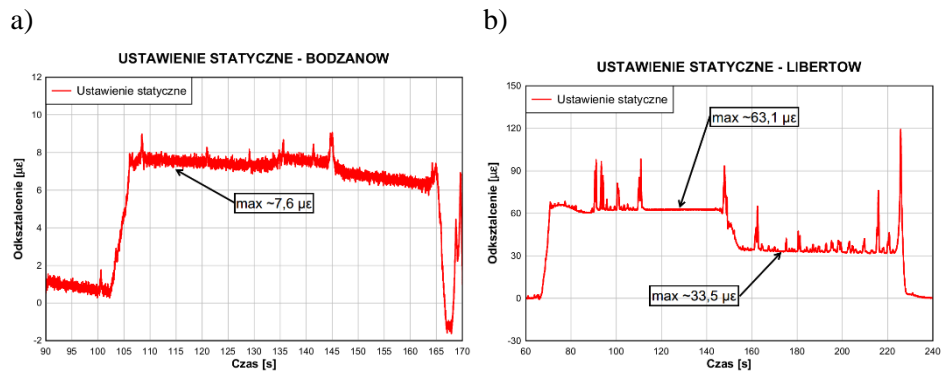 a)
USTAWIENIE STATYCZNE - BODZANOW
Odkształcenie [µε]
12
10
8
6
4
2
0
-2
Ustawienie statyczne
max ~7,6 µε
90 95 100 105 110 115 120 125 130 135 140 145 150 155 160 165 170
Czas [s]
b)
USTAWIENIE STATYCZNE - LIBERTOW
Odkształcenie [µε]
150
120
90
60
30
0
-30
Ustawienie statyczne
max ~63,1 µε
max ~33,5 µε
60 80 100 120 140 160 180 200 220 240
Czas [s]